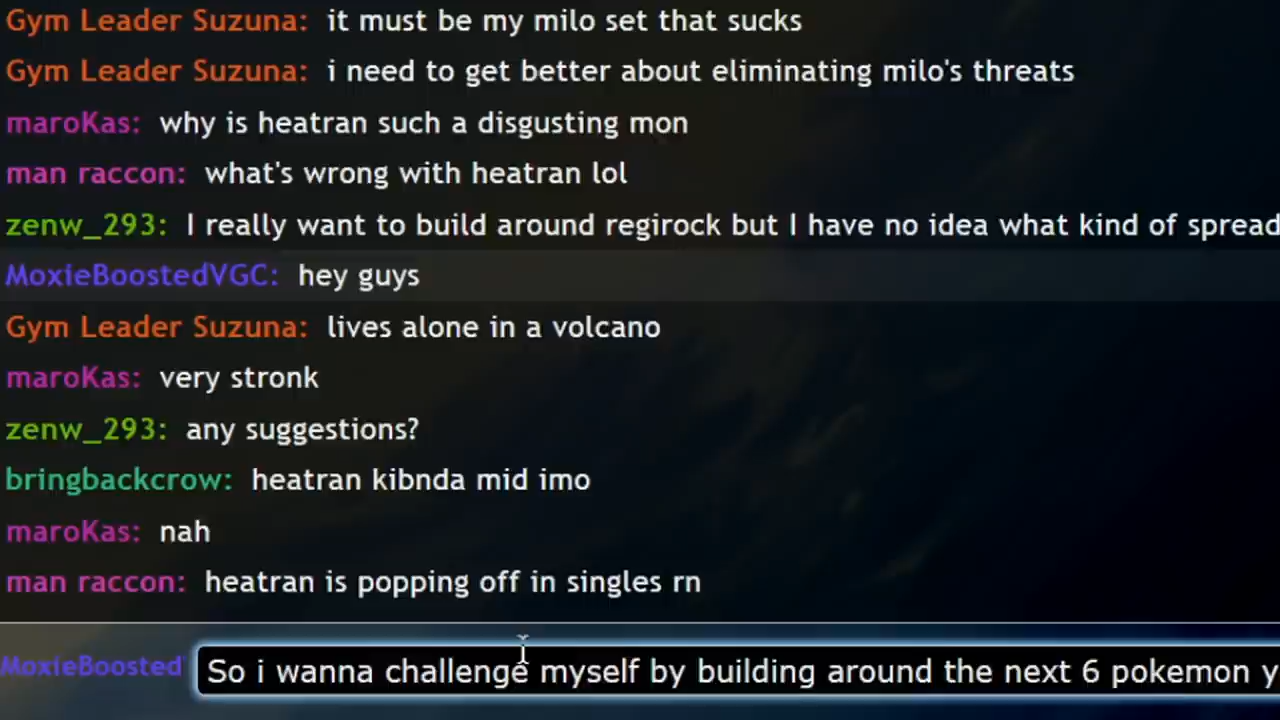 Gym Leader Suzuna: it must be my milo set that sucks
Gym Leader Suzuna: i need to get better about eliminating milo's threats
maroKas: why is heatran such a disgusting mon
man raccon: what's wrong with heatran lol
zenw_293: I really want to build around regirock but I have no idea what kind of spread
MoxieBoostedVGC: hey guys
Gym Leader Suzuna: lives alone in a volcano
maroKas: very stronk
zenw_293: any suggestions?
bringbackcrow: heatran kibnda mid imo
maroKas: nah
man raccon: heatran is popping off in singles rn
MoxieBoosted So i wanna challenge myself by building around the next 6 pokemon y